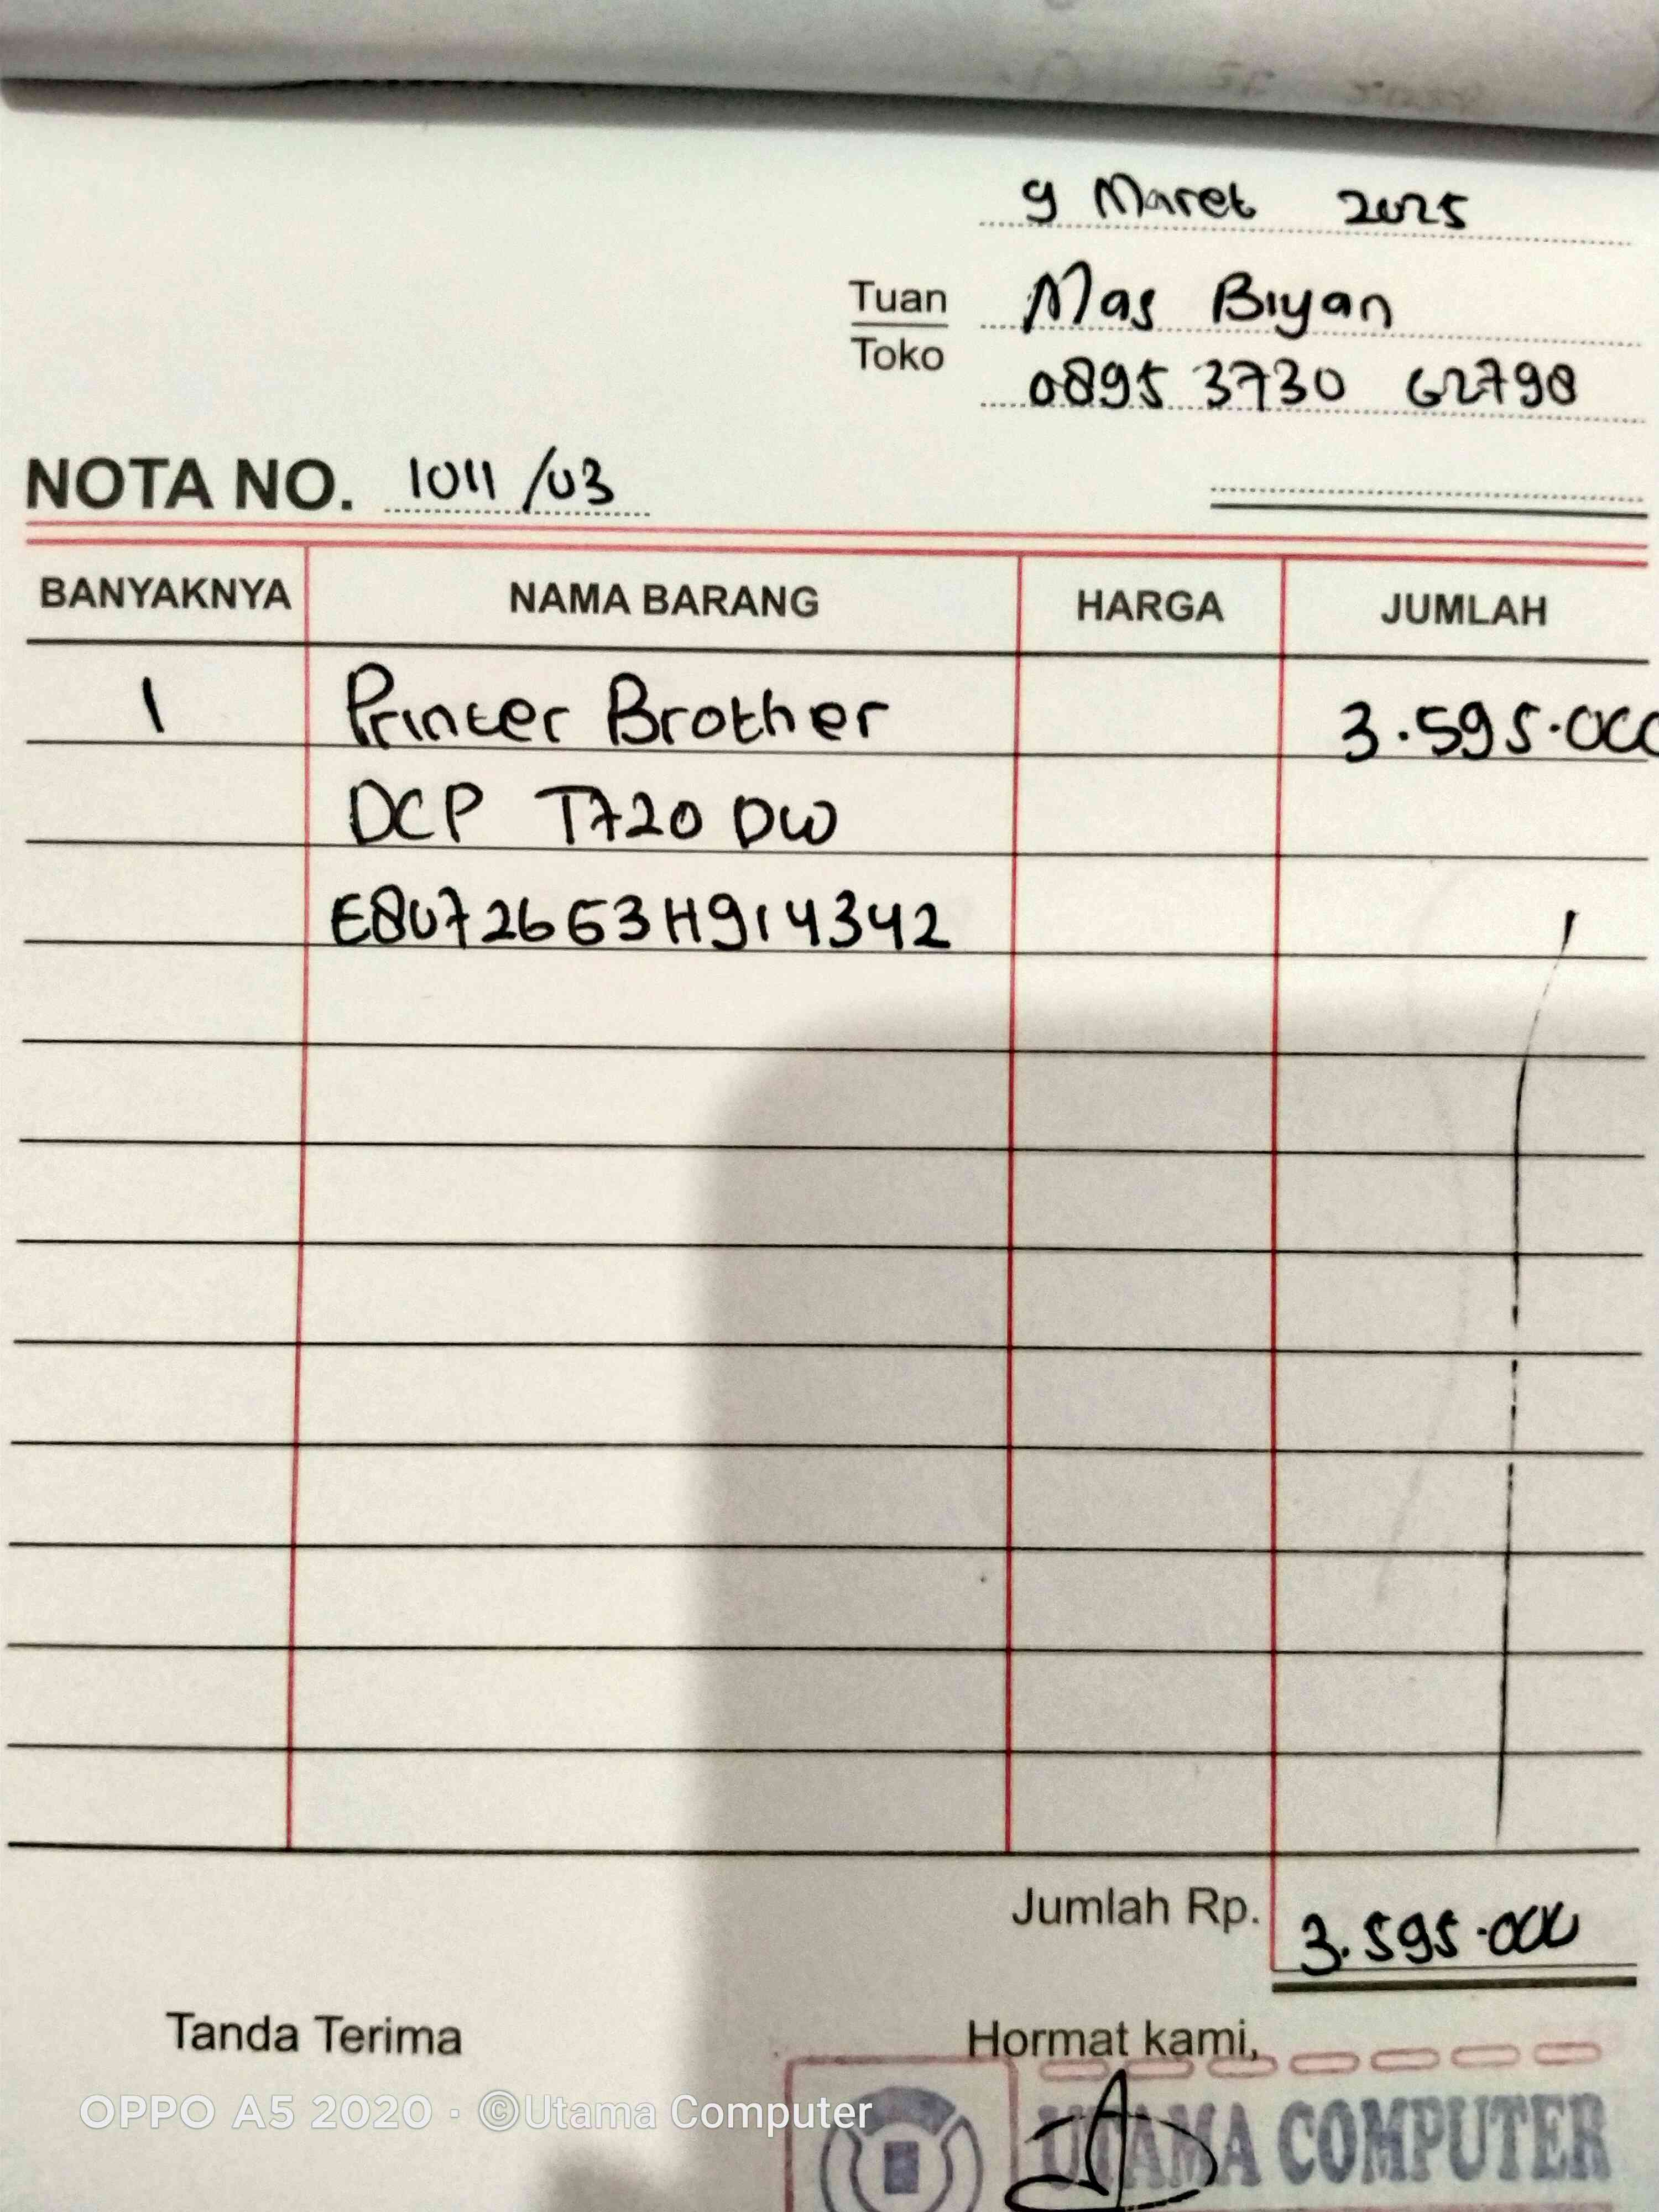 9 Maret 2025
Tuan Mas Biyan
Toko 0895 3730 62798
NOTA NO. 1011/03
BANYAKNYA NAMA BARANG HARGA JUMLAH
1 Printer Brother 3.595.000
DCP T720 DW
E80726G3H914342
Jumlah Rp. 3.595.000
Tanda Terima Hormat kami,
OPPO A5 2020 · ©Utama Computer
UTAMA COMPUTER